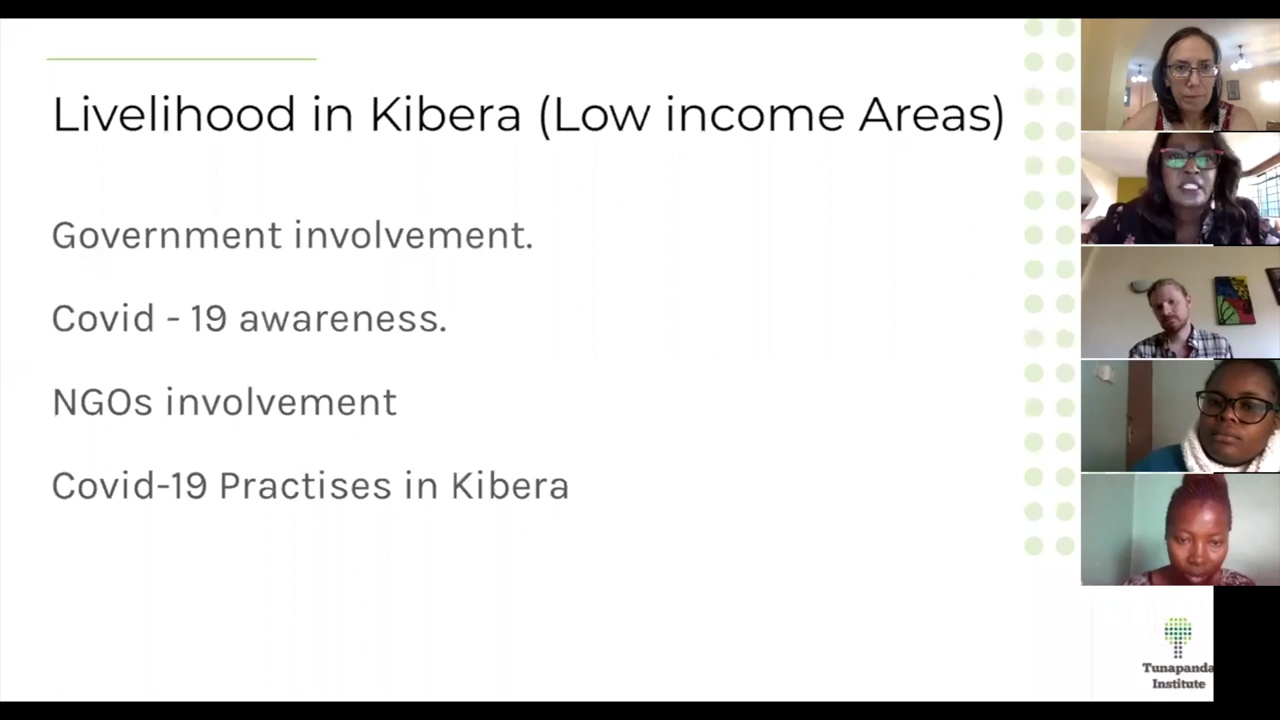 Livelihood in Kibera (Low income Areas)
Government involvement.
Covid - 19 awareness.
NGOs involvement
Covid-19 Practises in Kibera
Tunapanda
Institute